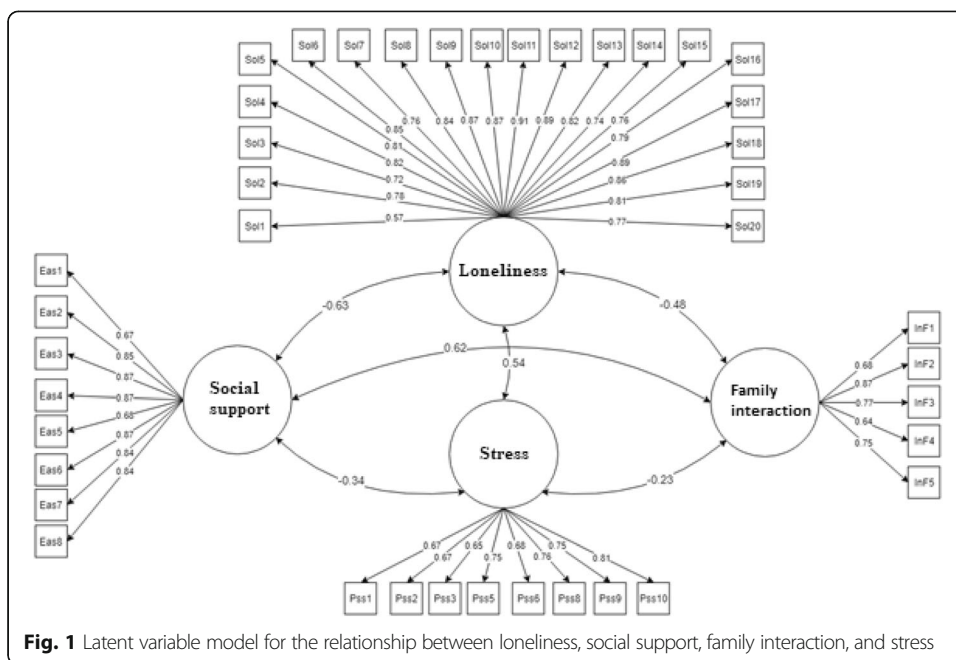 Sol6 Sol7 Sol8 Sol9 Sol10 Sol11 Sol12 Sol13 Sol14 Sol15
Sol5 Sol16
Sol4 Sol17
Sol3 Sol18
Sol2 Sol19
Sol1 Sol20
0.85 0.76 0.84 0.87 0.87 0.91 0.89 0.82 0.74 0.76
0.81 0.79
0.82 0.89
0.72 0.86
0.78 0.81
0.57 0.77
Loneliness
-0.63
-0.48
0.62
0.54
Eas1
Eas2
Eas3
Eas4
Eas5
Eas6
Eas7
Eas8
0.67
0.85
0.87
0.87
0.68
0.87
0.84
0.84
Social
support
Family
interaction
0.68
0.87
0.77
0.64
0.75
InF1
InF2
InF3
InF4
InF5
Stress
-0.34
-0.23
0.67 0.67 0.65 0.75 0.68 0.76 0.75 0.81
Pss1 Pss2 Pss3 Pss5 Pss6 Pss8 Pss9 Pss10
Fig. 1 Latent variable model for the relationship between loneliness, social support, family interaction, and stress